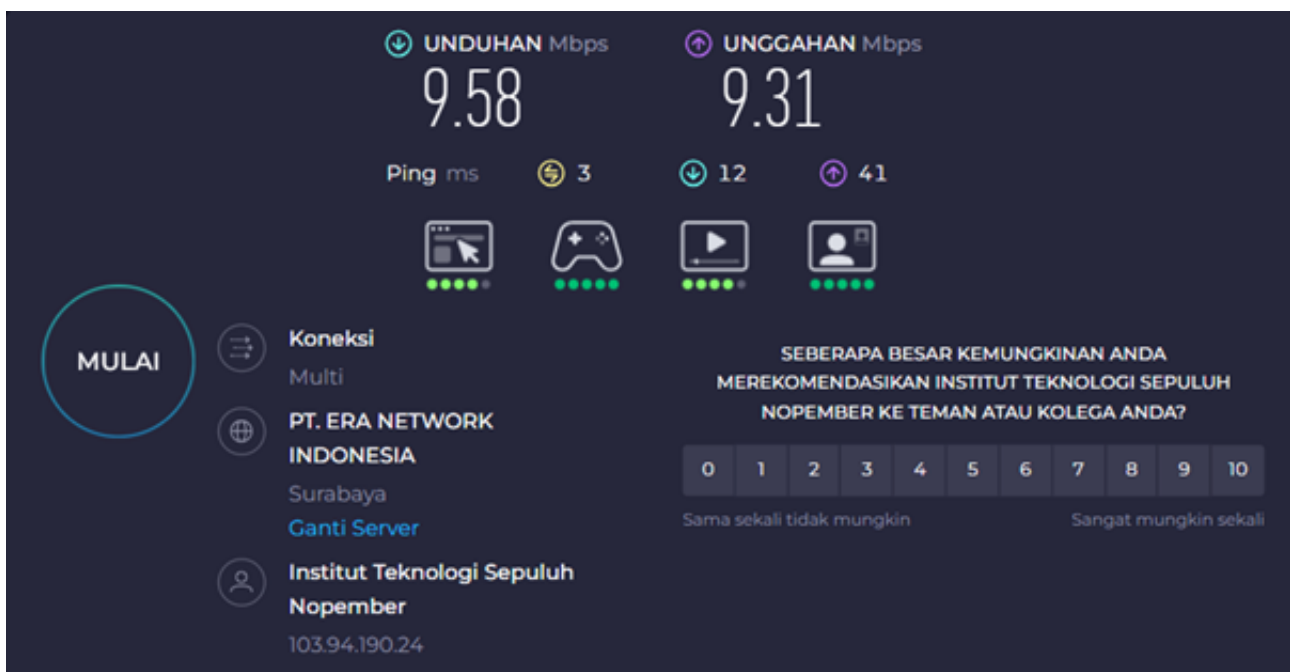 UNDUHAN Mbps
9.58
UNGGAHAN Mbps
9.31
Ping ms 3 12 41
MULAI
Koneksi
Multi
PT. ERA NETWORK
INDONESIA
Surabaya
Ganti Server
Institut Teknologi Sepuluh
Nopember
103.94.190.24
SEBERAPA BESAR KEMUNGKINAN ANDA
MEREKOMENDASIKAN INSTITUT TEKNOLOGI SEPULUH
NOPEMBER KE TEMAN ATAU KOLEGA ANDA?
0 1 2 3 4 5 6 7 8 9 10
Sama sekali tidak mungkin
Sangat mungkin sekali